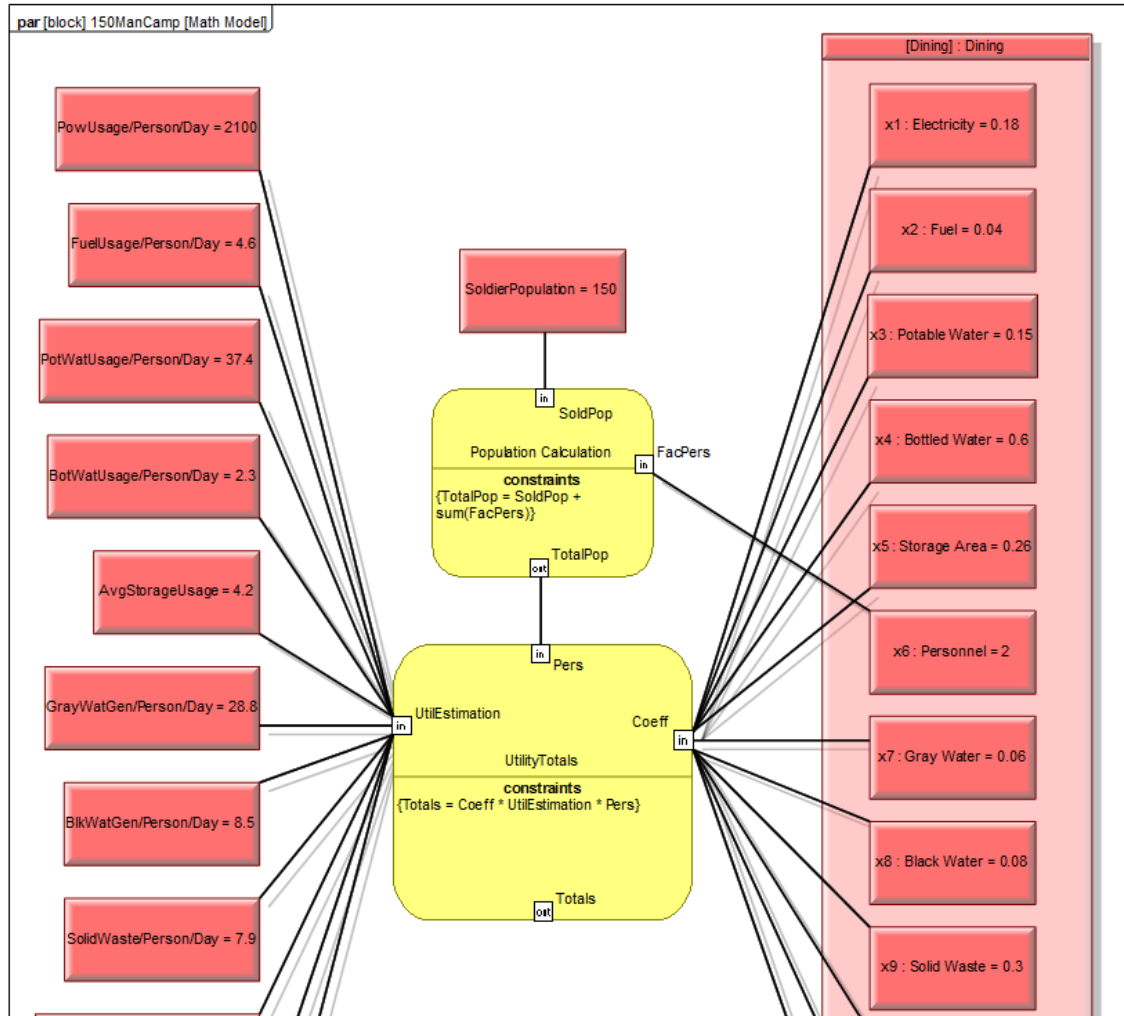 par [block] 150ManCamp [Math Model]
[Dining] : Dining
PowUsage/Person/Day = 2100
x1 : Electricity = 0.18
FuelUsage/Person/Day = 4.6
x2 : Fuel = 0.04
SoldierPopulation = 150
PotWatUsage/Person/Day = 37.4
x3 : Potable Water = 0.15
in
SoldPop
BotWatUsage/Person/Day = 2.3
x4 : Bottled Water = 0.6
Population Calculation
in
FacPers
constraints
{TotalPop = SoldPop +
sum(FacPers)}
AvgStorageUsage = 4.2
x5 : Storage Area = 0.26
TotalPop
out
x6 : Personnel = 2
in
Pers
GrayWatGen/Person/Day = 28.8
in
UtilEstimation
Coeff
in
x7 : Gray Water = 0.06
UtilityTotals
constraints
{Totals = Coeff * UtilEstimation * Pers}
BlkWatGen/Person/Day = 8.5
x8 : Black Water = 0.08
Totals
out
SolidWaste/Person/Day = 7.9
x9 : Solid Waste = 0.3